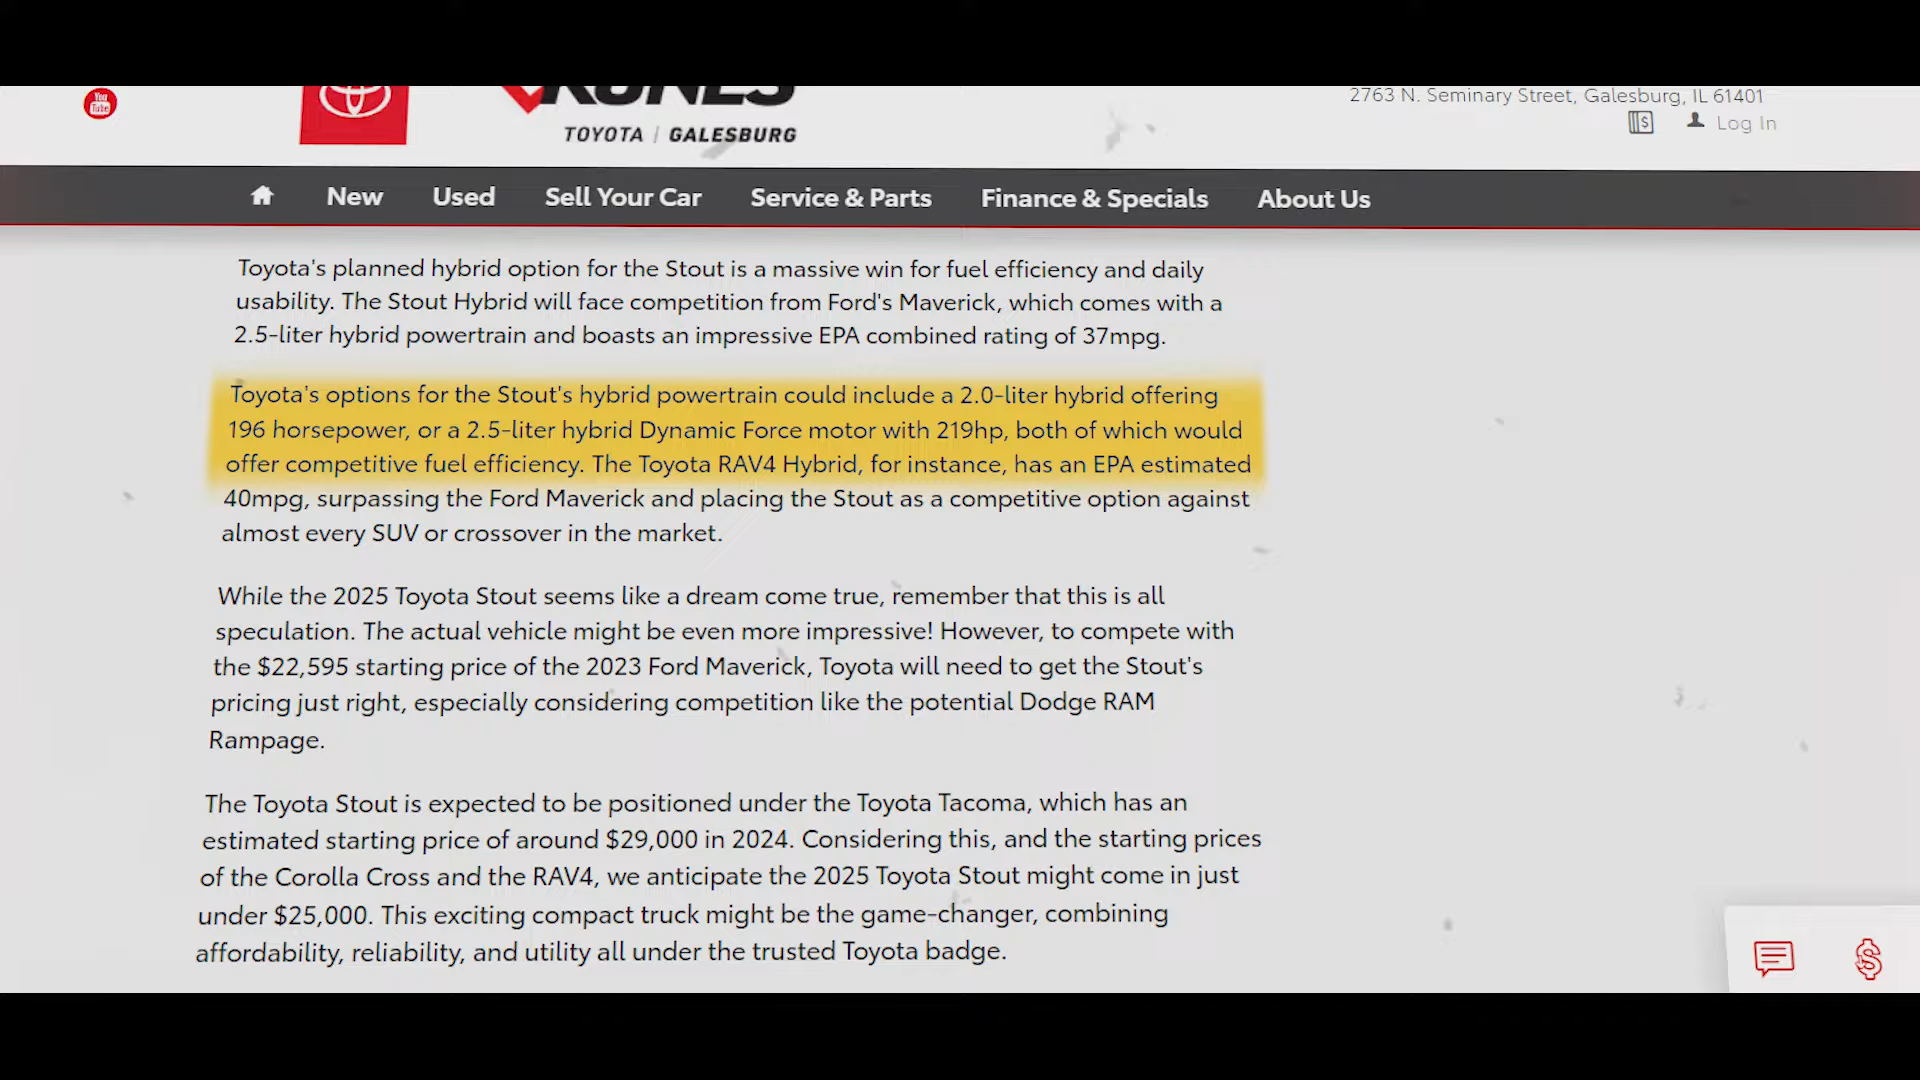 You
Tube
KUNES
TOYOTA | GALESBURG
2763 N. Seminary Street, Galesburg, IL 61401
Log In
New Used Sell Your Car Service & Parts Finance & Specials About Us
Toyota's planned hybrid option for the Stout is a massive win for fuel efficiency and daily
usability. The Stout Hybrid will face competition from Ford's Maverick, which comes with a
2.5-liter hybrid powertrain and boasts an impressive EPA combined rating of 37mpg.
Toyota's options for the Stout's hybrid powertrain could include a 2.0-liter hybrid offering
196 horsepower, or a 2.5-liter hybrid Dynamic Force motor with 219hp, both of which would
offer competitive fuel efficiency. The Toyota RAV4 Hybrid, for instance, has an EPA estimated
40mpg, surpassing the Ford Maverick and placing the Stout as a competitive option against
almost every SUV or crossover in the market.
While the 2025 Toyota Stout seems like a dream come true, remember that this is all
speculation. The actual vehicle might be even more impressive! However, to compete with
the $22,595 starting price of the 2023 Ford Maverick, Toyota will need to get the Stout's
pricing just right, especially considering competition like the potential Dodge RAM
Rampage.
The Toyota Stout is expected to be positioned under the Toyota Tacoma, which has an
estimated starting price of around $29,000 in 2024. Considering this, and the starting prices
of the Corolla Cross and the RAV4, we anticipate the 2025 Toyota Stout might come in just
under $25,000. This exciting compact truck might be the game-changer, combining
affordability, reliability, and utility all under the trusted Toyota badge.